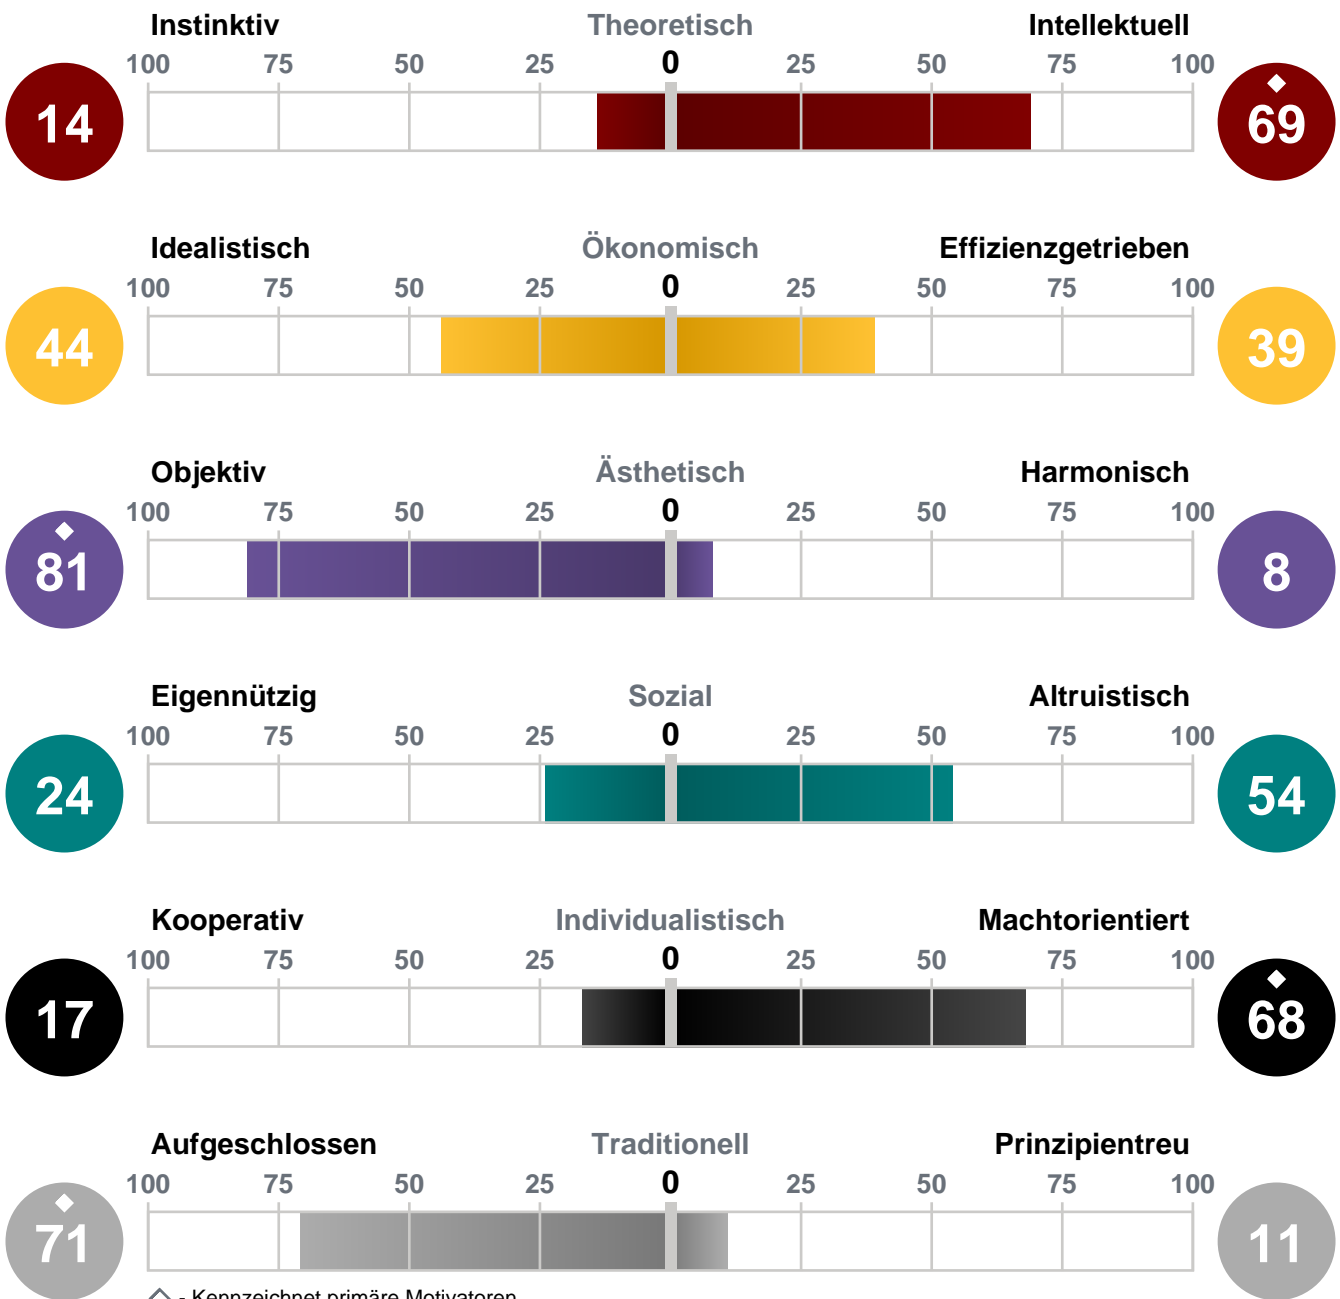 Instinktiv Theoretisch Intellektuell
100 75 50 25 0 25 50 75 100
14 69
Idealistisch Ökonomisch Effizienzgetrieben
100 75 50 25 0 25 50 75 100
44 39
Objektiv Ästhetisch Harmonisch
100 75 50 25 0 25 50 75 100
81 8
Eigennützig Sozial Altruistisch
100 75 50 25 0 25 50 75 100
24 54
Kooperativ Individualistisch Machtorientiert
100 75 50 25 0 25 50 75 100
17 68
Aufgeschlossen Traditionell Prinzipientreu
100 75 50 25 0 25 50 75 100
71 11
- Kennzeichnet primäre Motivatoren